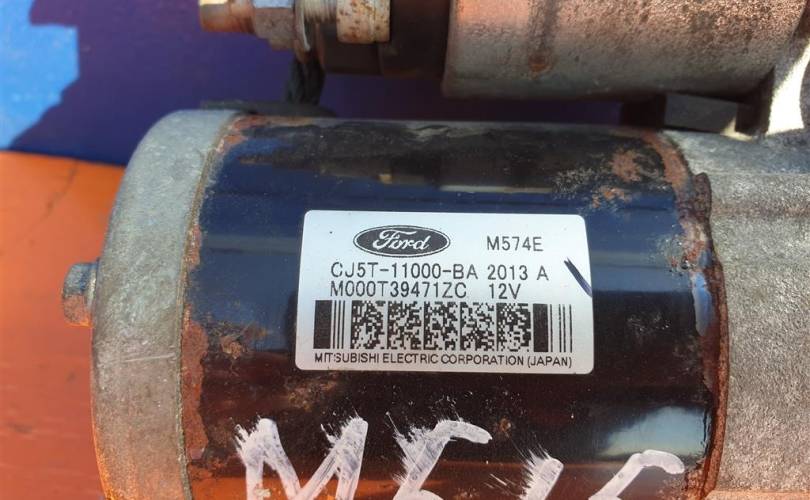 Ford M574E
CJ5T-11000-BA 2013 A
M000T39471ZC 12V
MITSUBISHI ELECTRIC CORPORATION (JAPAN)